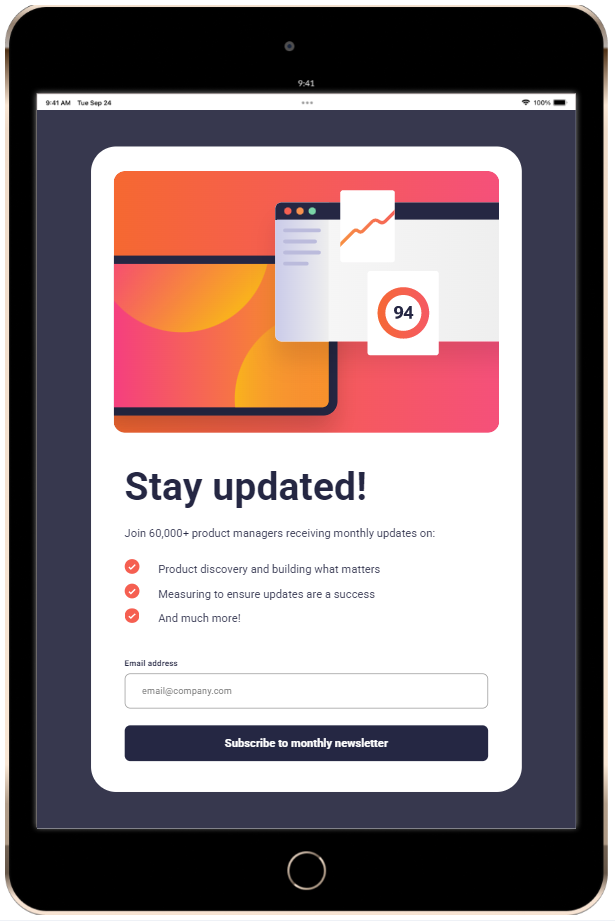 9:41
9:41 AM Tue Sep 24
100%
94
Stay updated!
Join 60,000+ product managers receiving monthly updates on:
Product discovery and building what matters
Measuring to ensure updates are a success
And much more!
Email address
email@company.com
Subscribe to monthly newsletter